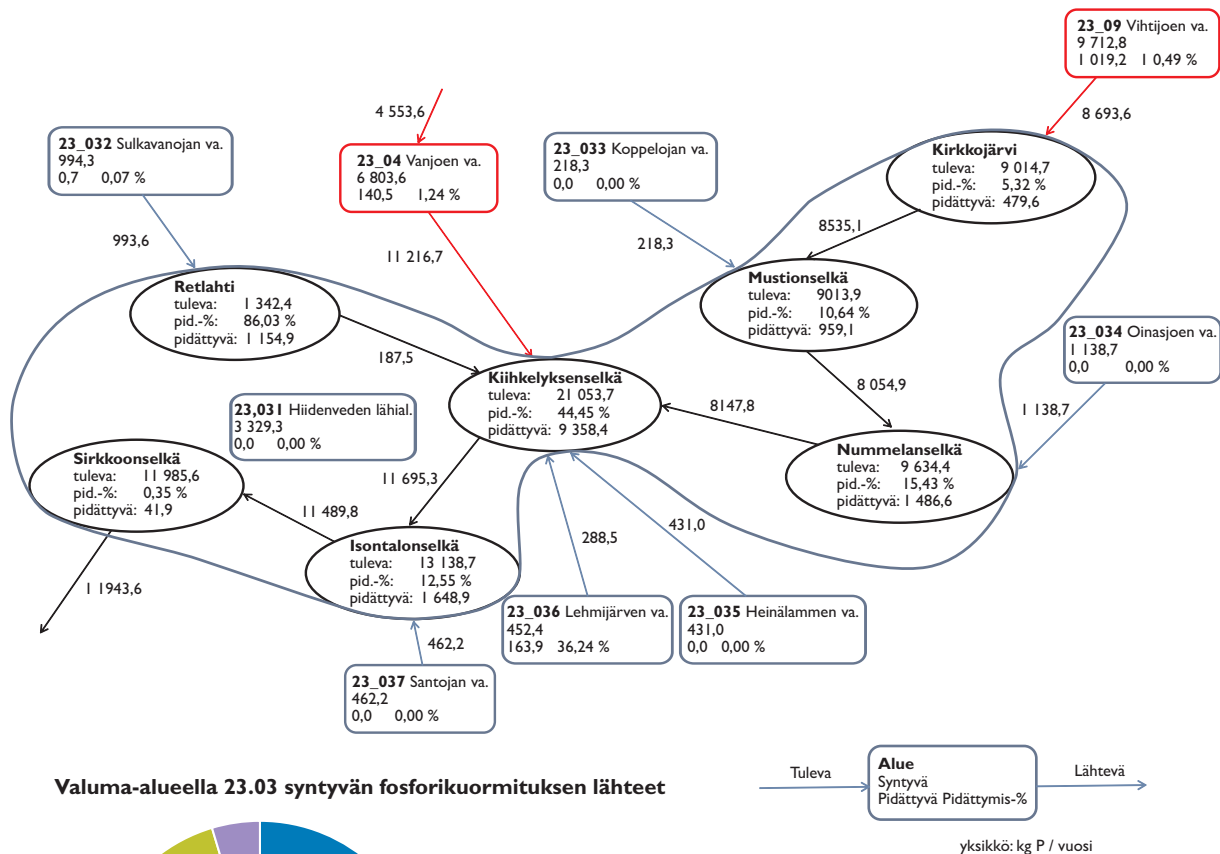 23_09 Vihtijoen va.
9 712,8
1 019,2 1 0,49 %
4 553,6
8 693,6
23_032 Sulkavanojan va.
994,3
0,7 0,07 %
23_04 Vanjoen va.
6 803,6
140,5 1,24 %
23_033 Koppelojan va.
218,3
0,0 0,00 %
Kirkkojärvi
tuleva: 9 014,7
pid.-%: 5,32 %
pidättyvä: 479,6
993,6
11 216,7
218,3
8535,1
Retlahti
tuleva: 1 342,4
pid.-%: 86,03 %
pidättyvä: 1 154,9
Mustionselkä
tuleva: 9013,9
pid.-%: 10,64 %
pidättyvä: 959,1
23_034 Oinasjoen va.
1 138,7
0,0 0,00 %
187,5
Kiihkelyksenselkä
tuleva: 21 053,7
pid.-%: 44,45 %
pidättyvä: 9 358,4
8 054,9
23,031 Hiidenveden lähial.
3 329,3
0,0 0,00 %
8147,8
1 138,7
Sirkkoonselkä
tuleva: 11 985,6
pid.-%: 0,35 %
pidättyvä: 41,9
Nummelanselkä
tuleva: 9 634,4
pid.-%: 15,43 %
pidättyvä: 1 486,6
11 695,3
11 489,8
288,5
431,0
Isontalonselkä
tuleva: 13 138,7
pid.-%: 12,55 %
pidättyvä: 1 648,9
1 1943,6
23_036 Lehmijärven va.
452,4
163,9 36,24 %
23_035 Heinälammen va.
431,0
0,0 0,00 %
462,2
23_037 Santojan va.
462,2
0,0 0,00 %
Valuma-alueella 23.03 syntyvän fosforikuormituksen lähteet
Tuleva
Alue
Syntyvä
Pidättyvä Pidättymis-%
Lähtevä
yksikkö: kg P / vuosi